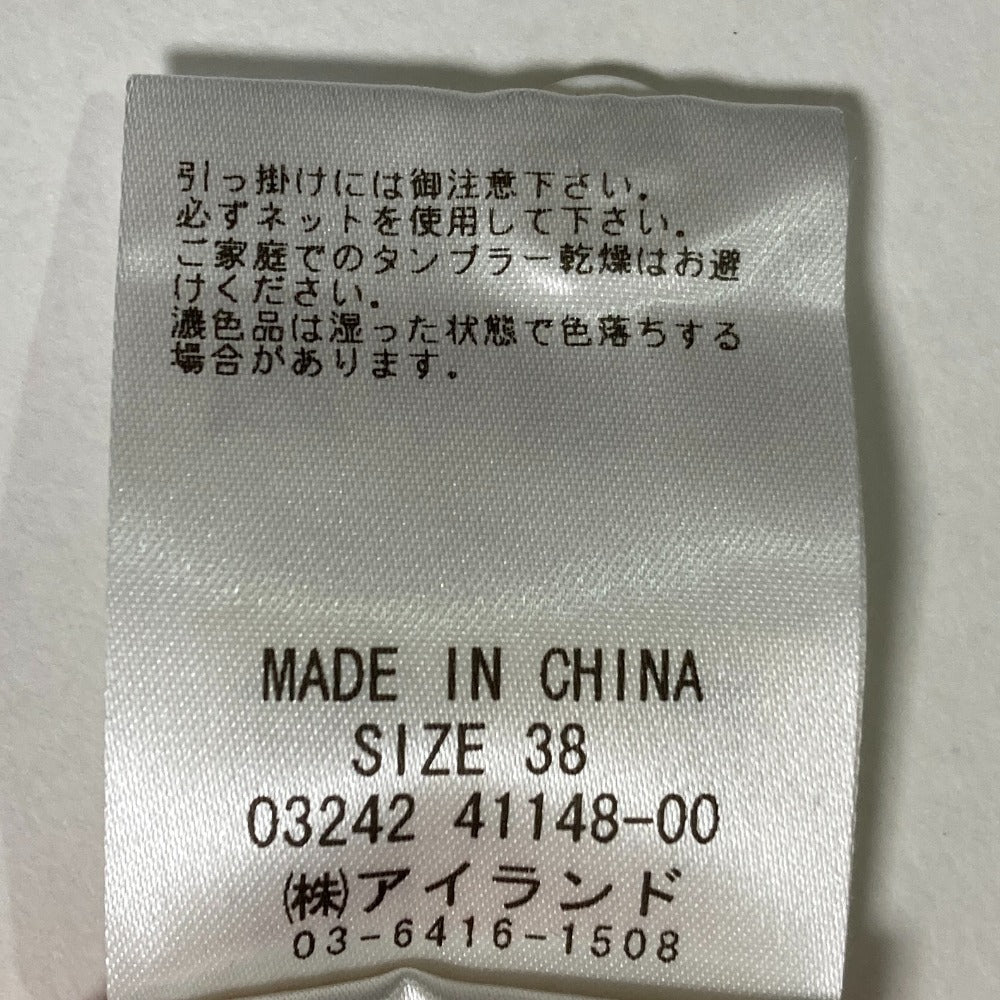 引っ掛けには御注意下さい。
必ずネットを使用して下さい。
ご家庭でのタンブラー乾燥はお避
けください。
濃色品は湿った状態で色落ちする
場合があります。
MADE IN CHINA
SIZE 38
03242 41148-00
㈱アイランド
03-6416-1508